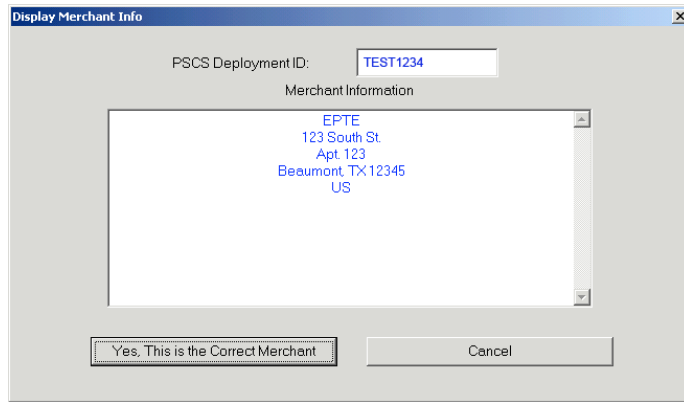 Display Merchant Info
PSCS Deployment ID: TEST1234
Merchant Information
EPTE
123 South St.
Apt. 123
Beaumont, TX 12345
US
Yes, This is the Correct Merchant Cancel